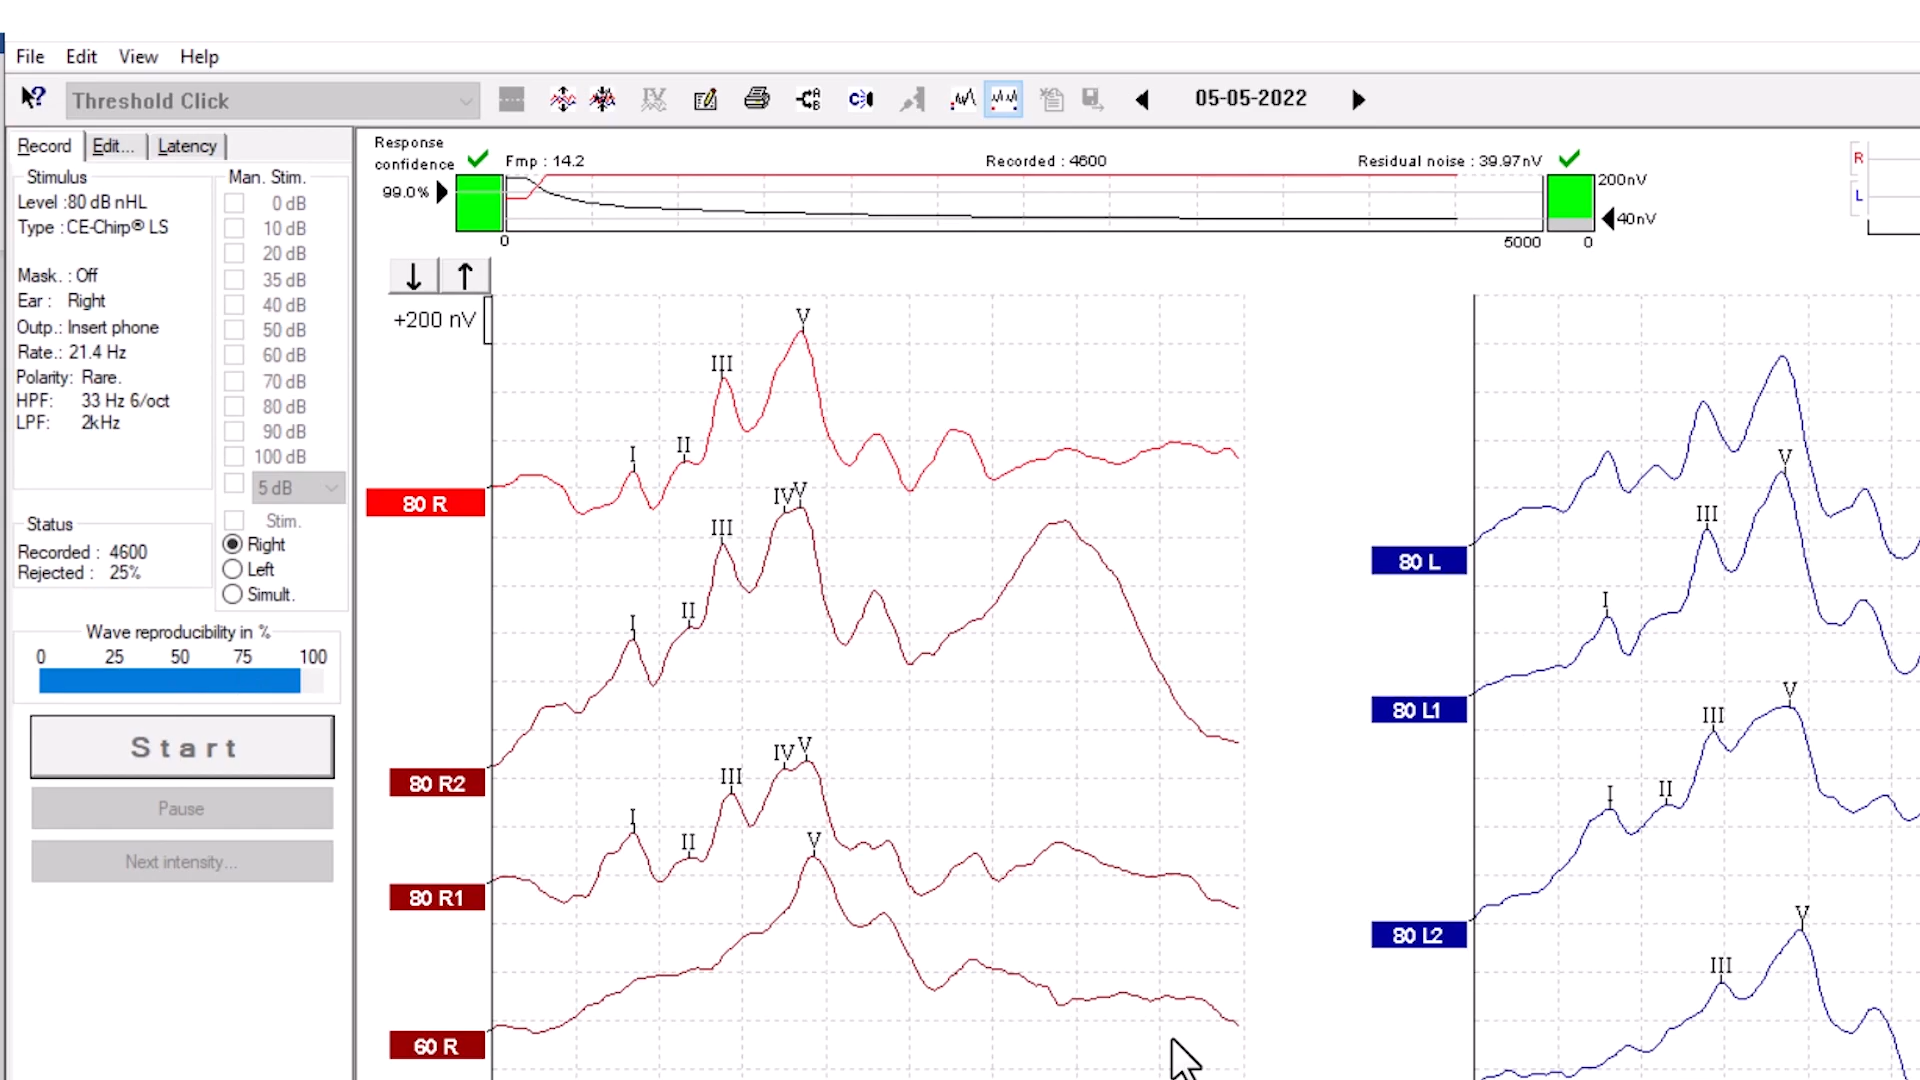 File Edit View Help
Threshold Click
05-05-2022
Record Edit... Latency
Stimulus
Level :80 dB nHL
Type :CE-Chirp® LS
Mask. : Off
Ear : Right
Outp.: Insert phone
Rate.: 21.4 Hz
Polarity: Rare.
HPF: 33 Hz 6/oct
LPF: 2kHz
Status
Recorded : 4600
Rejected : 25%
Man. Stim.
0 dB
10 dB
20 dB
35 dB
40 dB
50 dB
60 dB
70 dB
80 dB
90 dB
100 dB
5 dB
Stim.
Right
Left
Simult.
Wave reproducibility in %
0 25 50 75 100
Start
Pause
Next intensity...
Response
confidence
99.0%
Fmp : 14.2
Recorded : 4600
Residual noise : 39.97nV
200nV
40nV
0 5000 0
R
L
+200 nV
I II III V
80 R
I II III IV V
80 R2
I II III IV V
80 R1
V
60 R
80 L
I III V
80 L1
I II III V
80 L2
III V